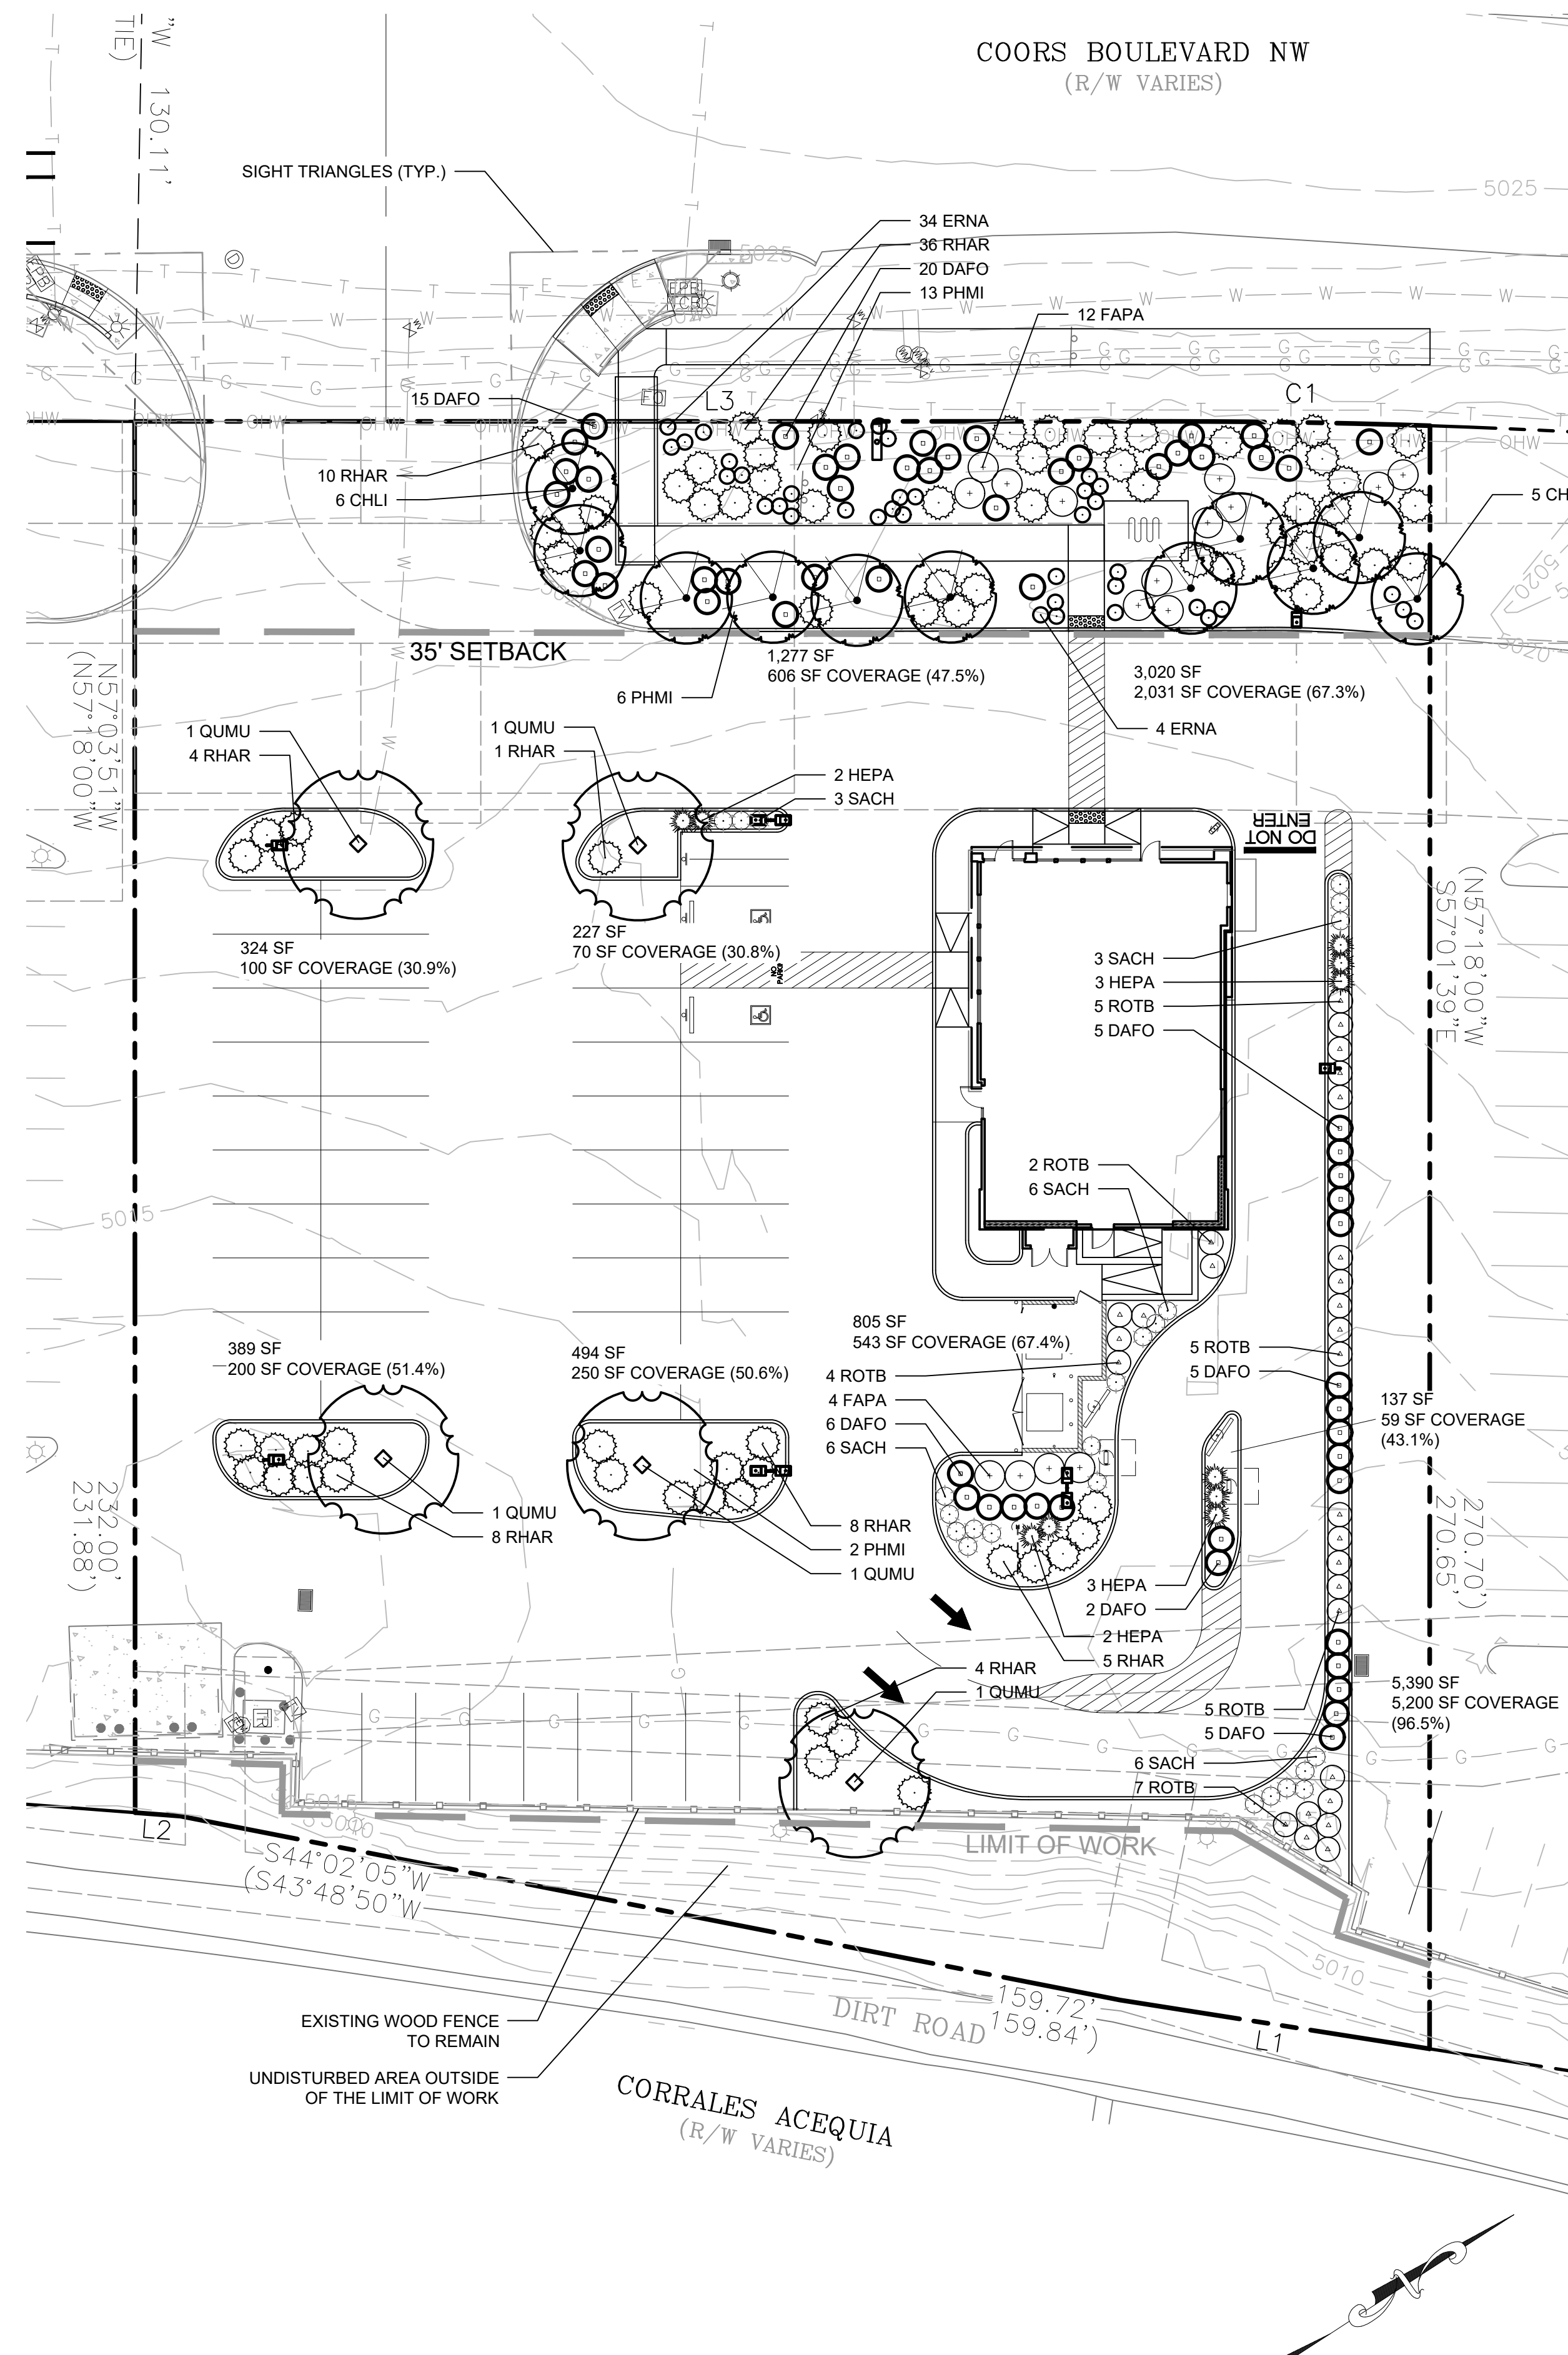 COORS BOULEVARD NW
(R/W VARIES)
"W
TIE)
130.11'
SIGHT TRIANGLES (TYP.)
5025
34 ERNA
36 RHAR
20 DAFO
13 PHMI
5025
12 FAPA
15 DAFO
L3
C1
10 RHAR
6 CHLI
5 CH
5020
5020
5020
35' SETBACK
1,277 SF
606 SF COVERAGE (47.5%)
3,020 SF
2,031 SF COVERAGE (67.3%)
6 PHMI
4 ERNA
N57°03'51"W
(N57°18'00"W
1 QUMU
4 RHAR
1 QUMU
1 RHAR
2 HEPA
3 SACH
DO NOT
ENTER
324 SF
100 SF COVERAGE (30.9%)
227 SF
70 SF COVERAGE (30.8%)
NO
PARKING
3 SACH
3 HEPA
5 ROTB
5 DAFO
(N57°18'00"W
S57°01'39"E
2 ROTB
6 SACH
5015
389 SF
200 SF COVERAGE (51.4%)
494 SF
250 SF COVERAGE (50.6%)
805 SF
543 SF COVERAGE (67.4%)
4 ROTB
4 FAPA
6 DAFO
6 SACH
5 ROTB
5 DAFO
137 SF
59 SF COVERAGE
(43.1%)
232.00'
231.88')
1 QUMU
8 RHAR
8 RHAR
2 PHMI
1 QUMU
270.70')
270.65'
3 HEPA
2 DAFO
2 HEPA
5 RHAR
4 RHAR
1 QUMU
5 ROTB
5 DAFO
5,390 SF
5,200 SF COVERAGE
(96.5%)
6 SACH
7 ROTB
5015
5010
L2
LIMIT OF WORK
S44°02'05"W
(S43°48'50"W
5010
159.72'
159.84')
DIRT ROAD
L1
EXISTING WOOD FENCE
TO REMAIN
UNDISTURBED AREA OUTSIDE
OF THE LIMIT OF WORK
CORRALES ACEQUIA
(R/W VARIES)
N